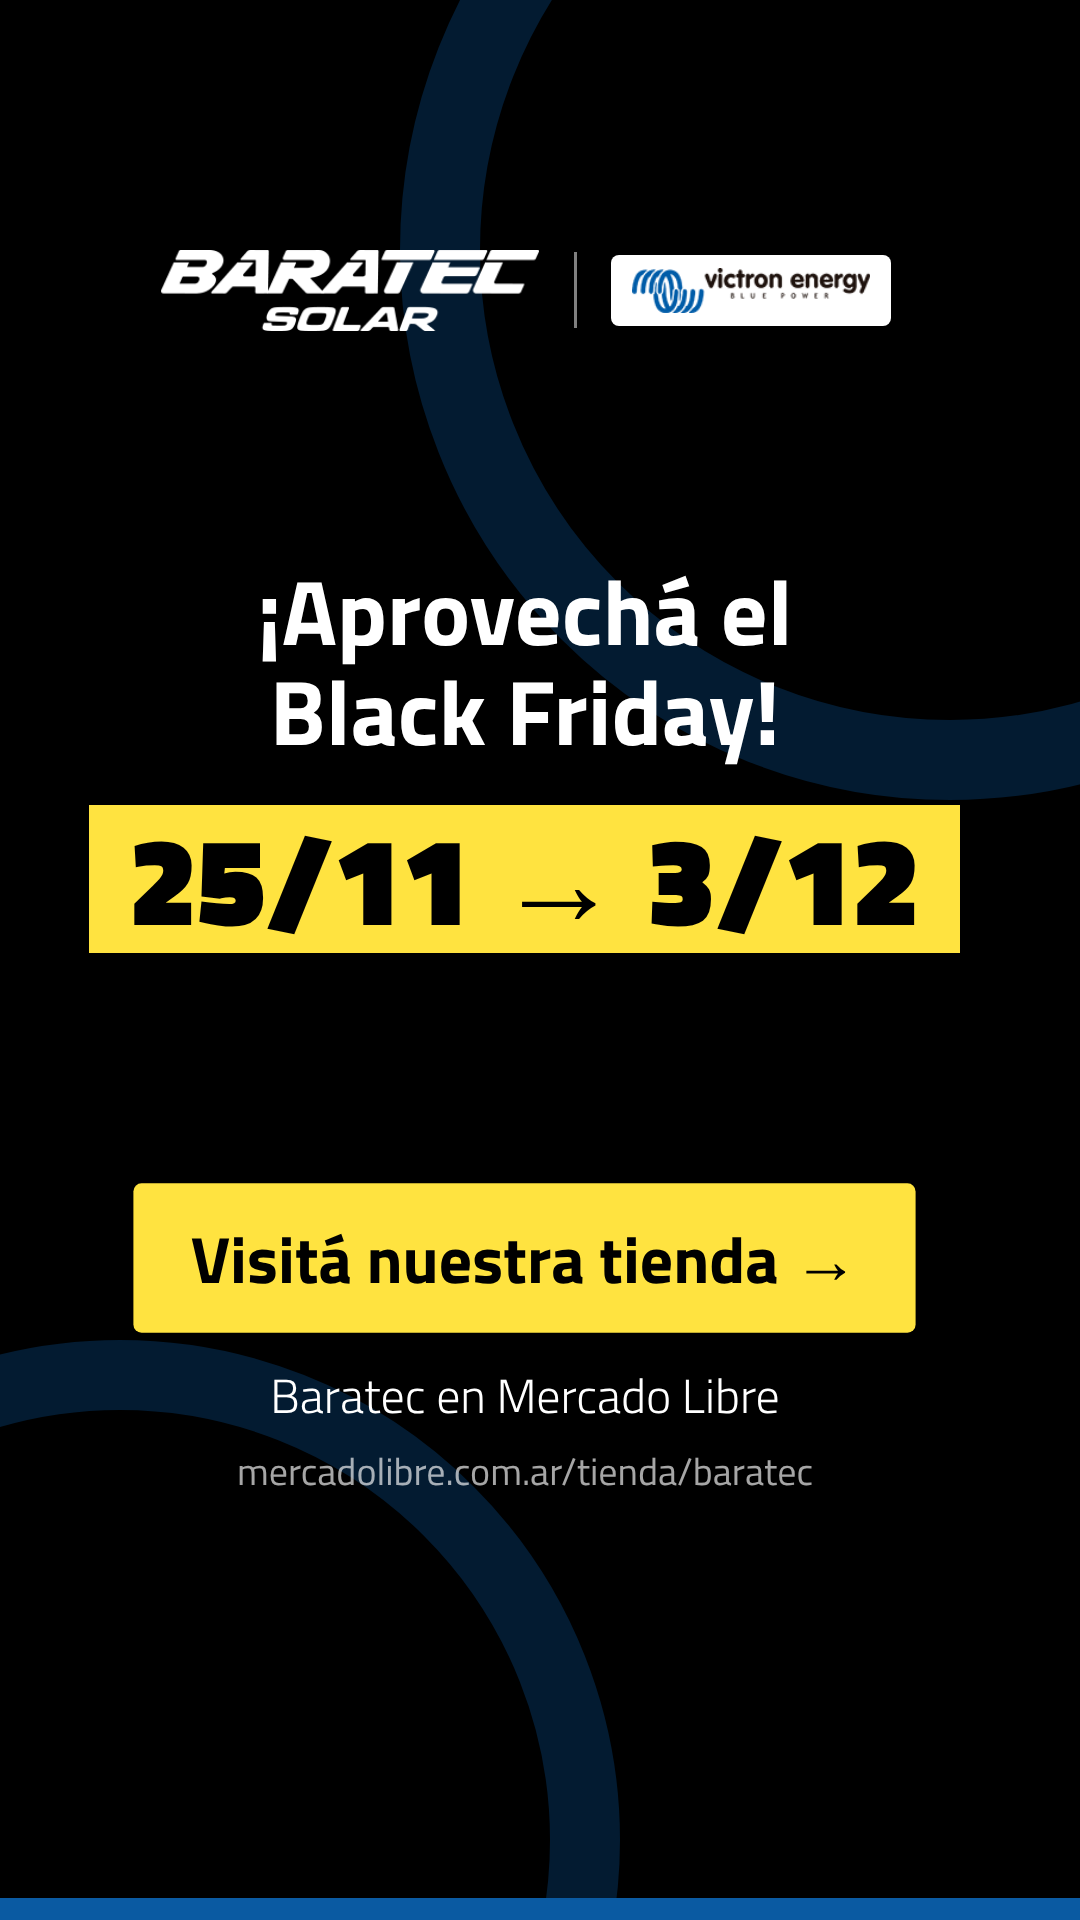 BARATEC
SOLAR
victron energy
BLUE POWER
¡Aprovechá el
Black Friday!
25/11 → 3/12
Visitá nuestra tienda →
Baratec en Mercado Libre
mercadolibre.com.ar/tienda/baratec